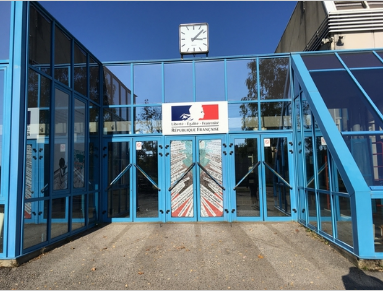 Liberté • Égalité • Fraternité
RÉPUBLIQUE FRANÇAISE